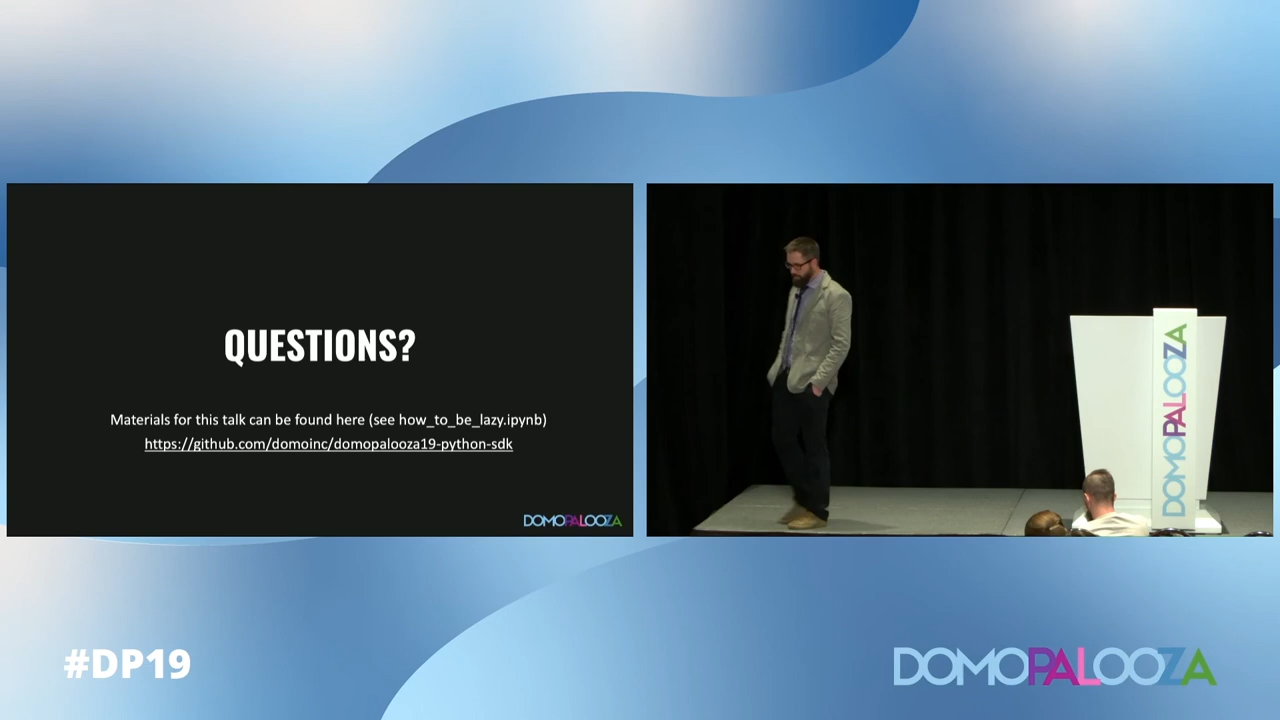 QUESTIONS?
Materials for this talk can be found here (see how_to_be_lazy.ipynb)
https://github.com/domoinc/domopalooza19-python-sdk
DOMOPALOOZA
DOMOPALOOZA
#DP19
DOMOPALOOZA